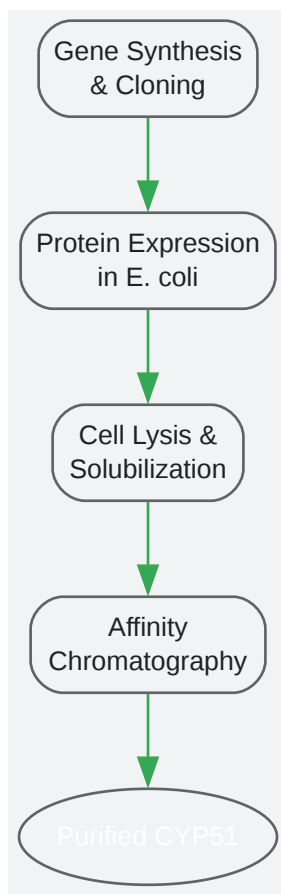 Gene Synthesis
& Cloning
Protein Expression
in E. coli
Cell Lysis &
Solubilization
Affinity
Chromatography
Purified CYP51